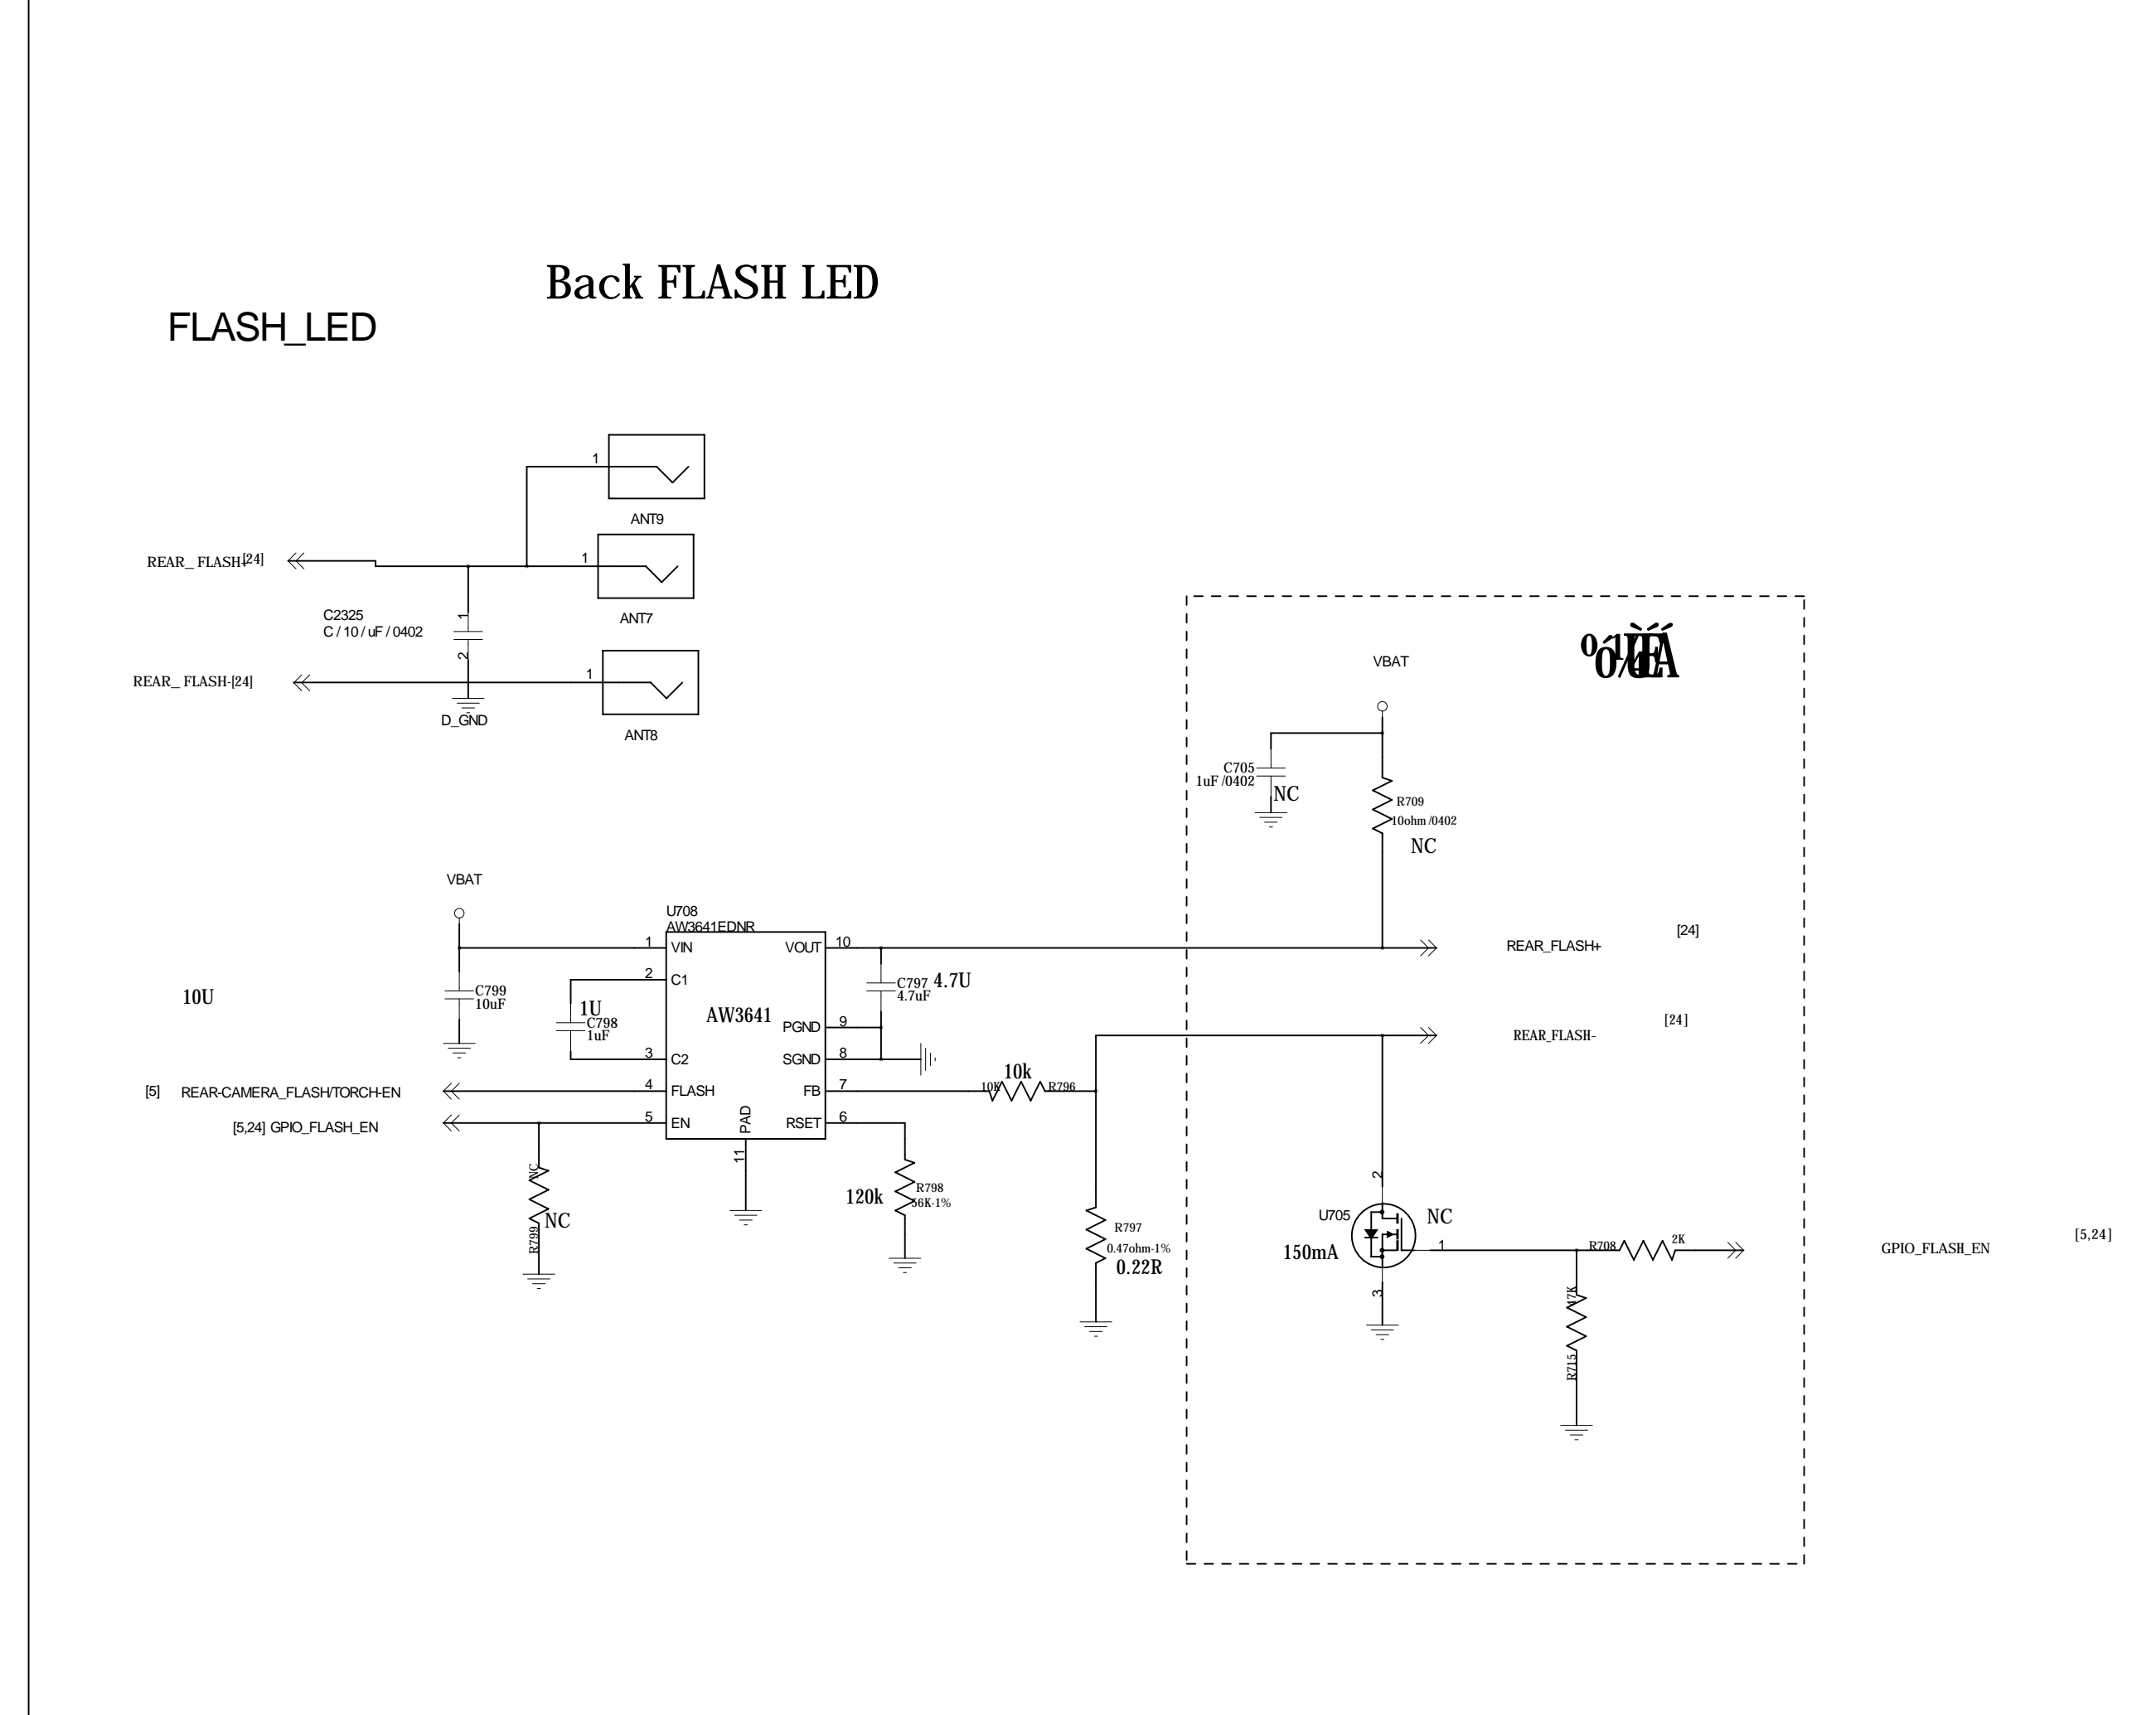 Back FLASH LED
FLASH_LED
1
ANT9
REAR_ FLASH+
[24]
1
ANT7
C2325
C / 10 / uF / 0402
1
2
REAR_ FLASH-[24]
1
D_GND
ANT8
VBAT
C705
1uF /0402
NC
R709
10ohm /0402
NC
VBAT
U708
AW3641EDNR
1
VIN
VOUT
10
2
C1
10U
C799
10uF
1U
C798
1uF
AW3641
C797
4.7U
4.7uF
PGND
9
3
C2
SGND
8
[5]
REAR-CAMERA_FLASH/TORCH-EN
4
FLASH
FB
7
10K
10k
R796
[5,24] GPIO_FLASH_EN
5
EN
PAD
RSET
6
11
NC
R799
NC
120k
R798
56K-1%
R797
0.47ohm-1%
0.22R
REAR_FLASH+
[24]
REAR_FLASH-
[24]
2
U705
NC
150mA
1
3
R708
2K
GPIO_FLASH_EN
[5,24]
47K
R715